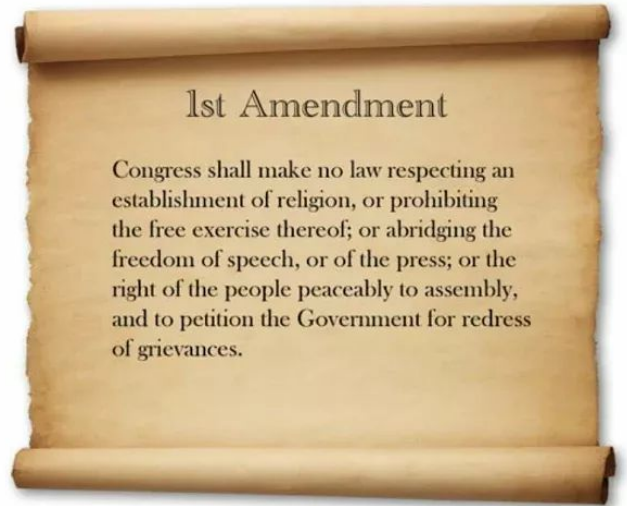 1st Amendment
Congress shall make no law respecting an
establishment of religion, or prohibiting
the free exercise thereof; or abridging the
freedom of speech, or of the press; or the
right of the people peaceably to assembly,
and to petition the Government for redress
of grievances.